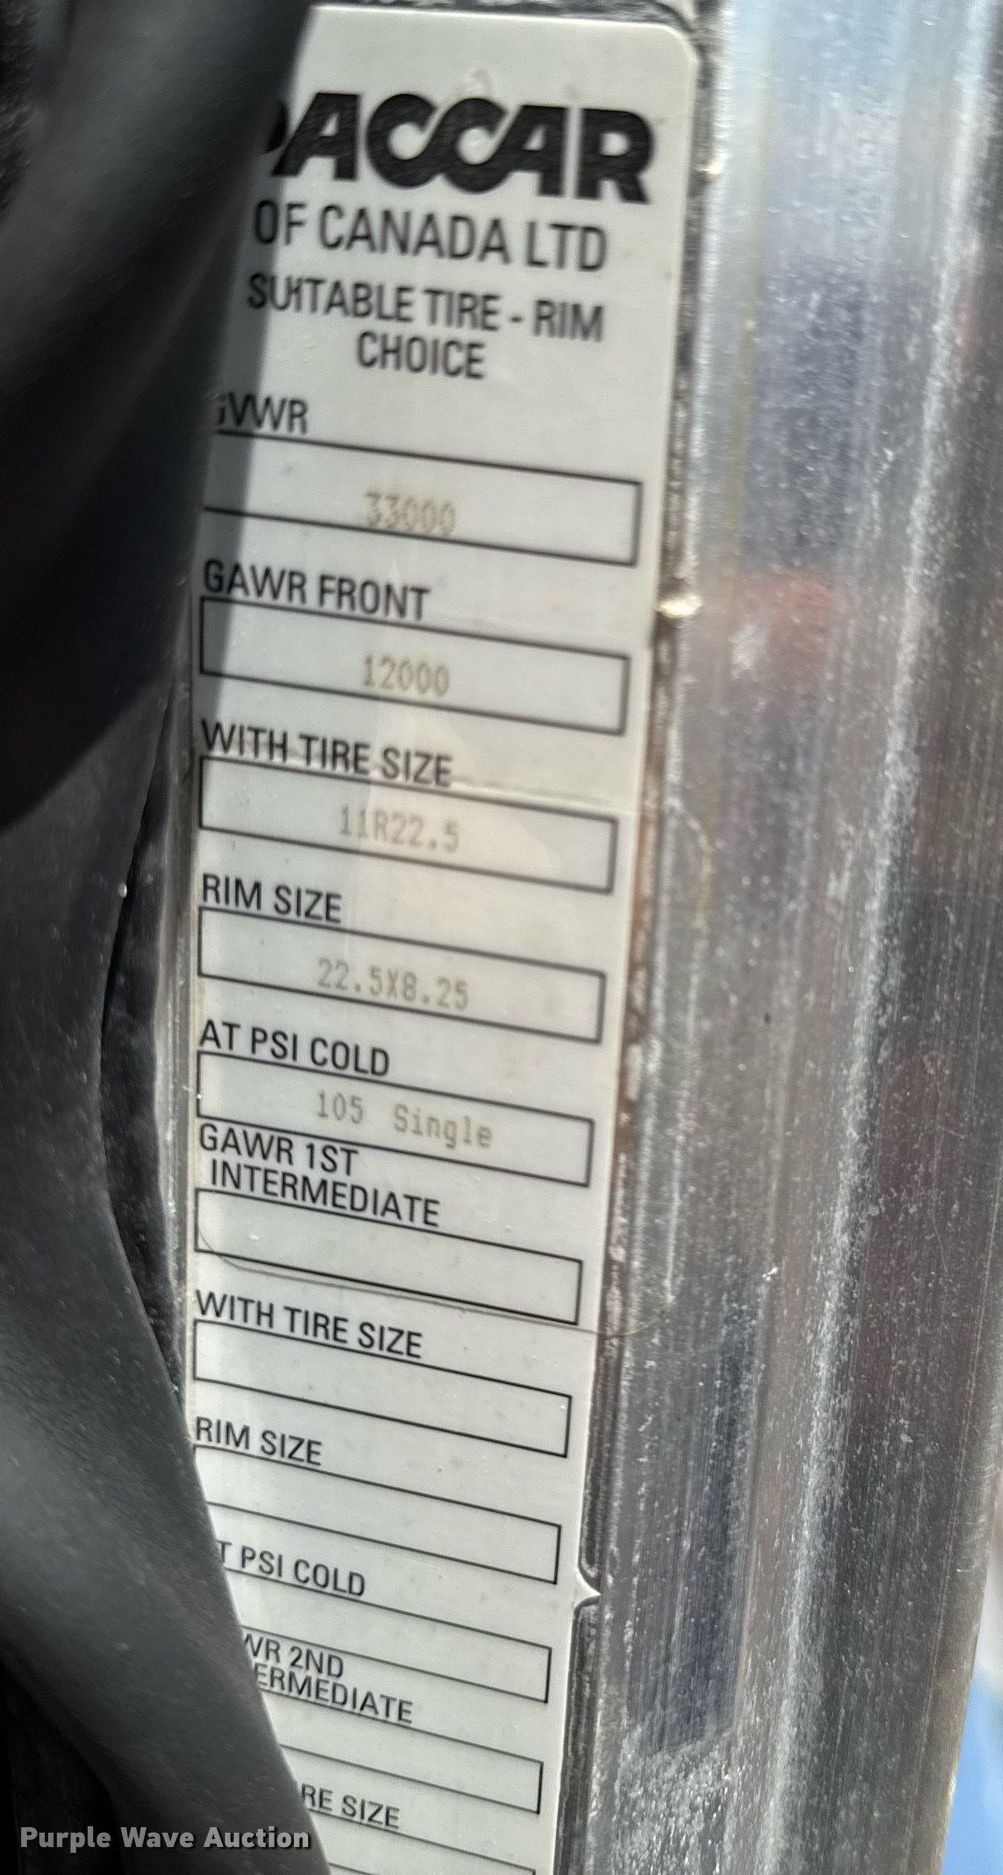 PACCAR
OF CANADA LTD
SUITABLE TIRE - RIM
CHOICE
GVWR
33000
GAWR FRONT
12000
WITH TIRE SIZE
11R22.5
RIM SIZE
22.5X8.25
AT PSI COLD
105 Single
GAWR 1ST
INTERMEDIATE
WITH TIRE SIZE
RIM SIZE
T PSI COLD
WR 2ND
ERMEDIATE
RE SIZE
Purple Wave Auction